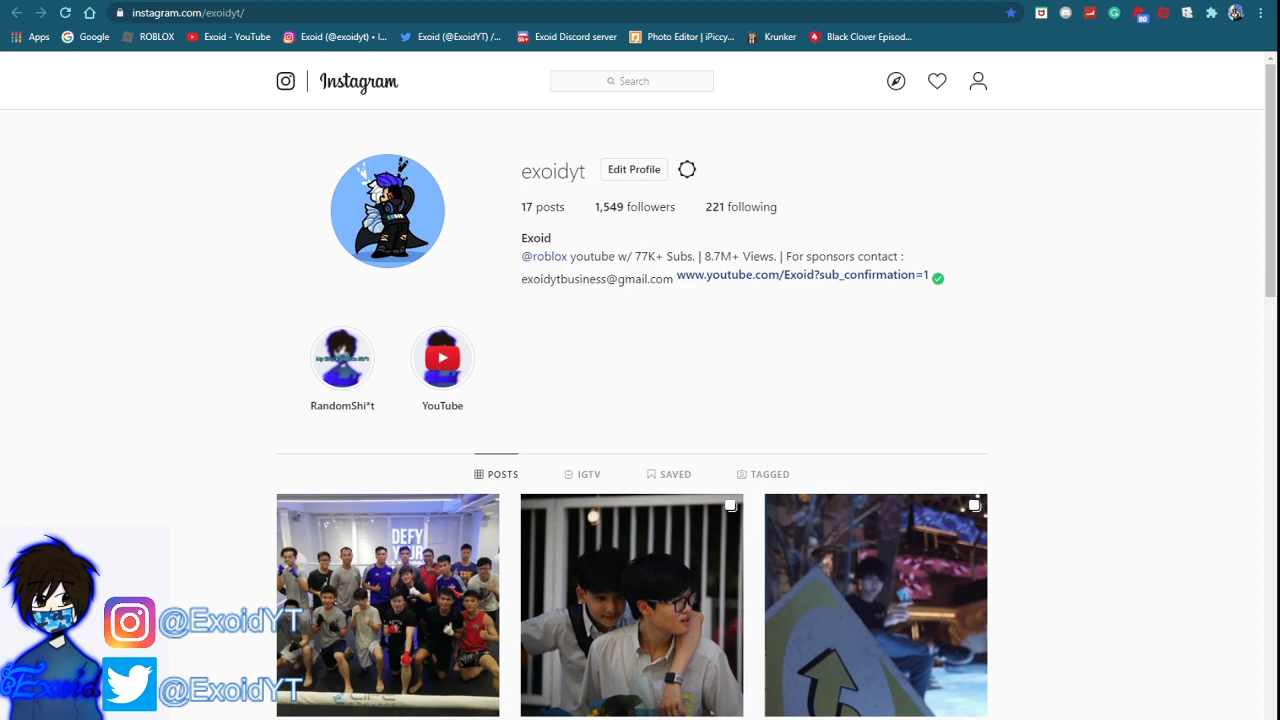 instagram.com/exoidyt/
Apps Google ROBLOX Exoid - YouTube Exoid (@exoidyt) • I... Exoid (@ExoidYT) /... Exoid Discord server Photo Editor | iPiccy... Krunker Black Clover Episod...
80
Instagram
Search
exoidyt
Edit Profile
17 posts 1,549 followers 221 following
Exoid
@roblox youtube w/ 77K+ Subs. | 8.7M+ Views. | For sponsors contact :
exoidytbusiness@gmail.com www.youtube.com/Exoid?sub_confirmation=1
RandomShi*t YouTube
POSTS IGTV SAVED TAGGED
DEFY
YOUR
@ExoidYT
Exoid
@ExoidYT